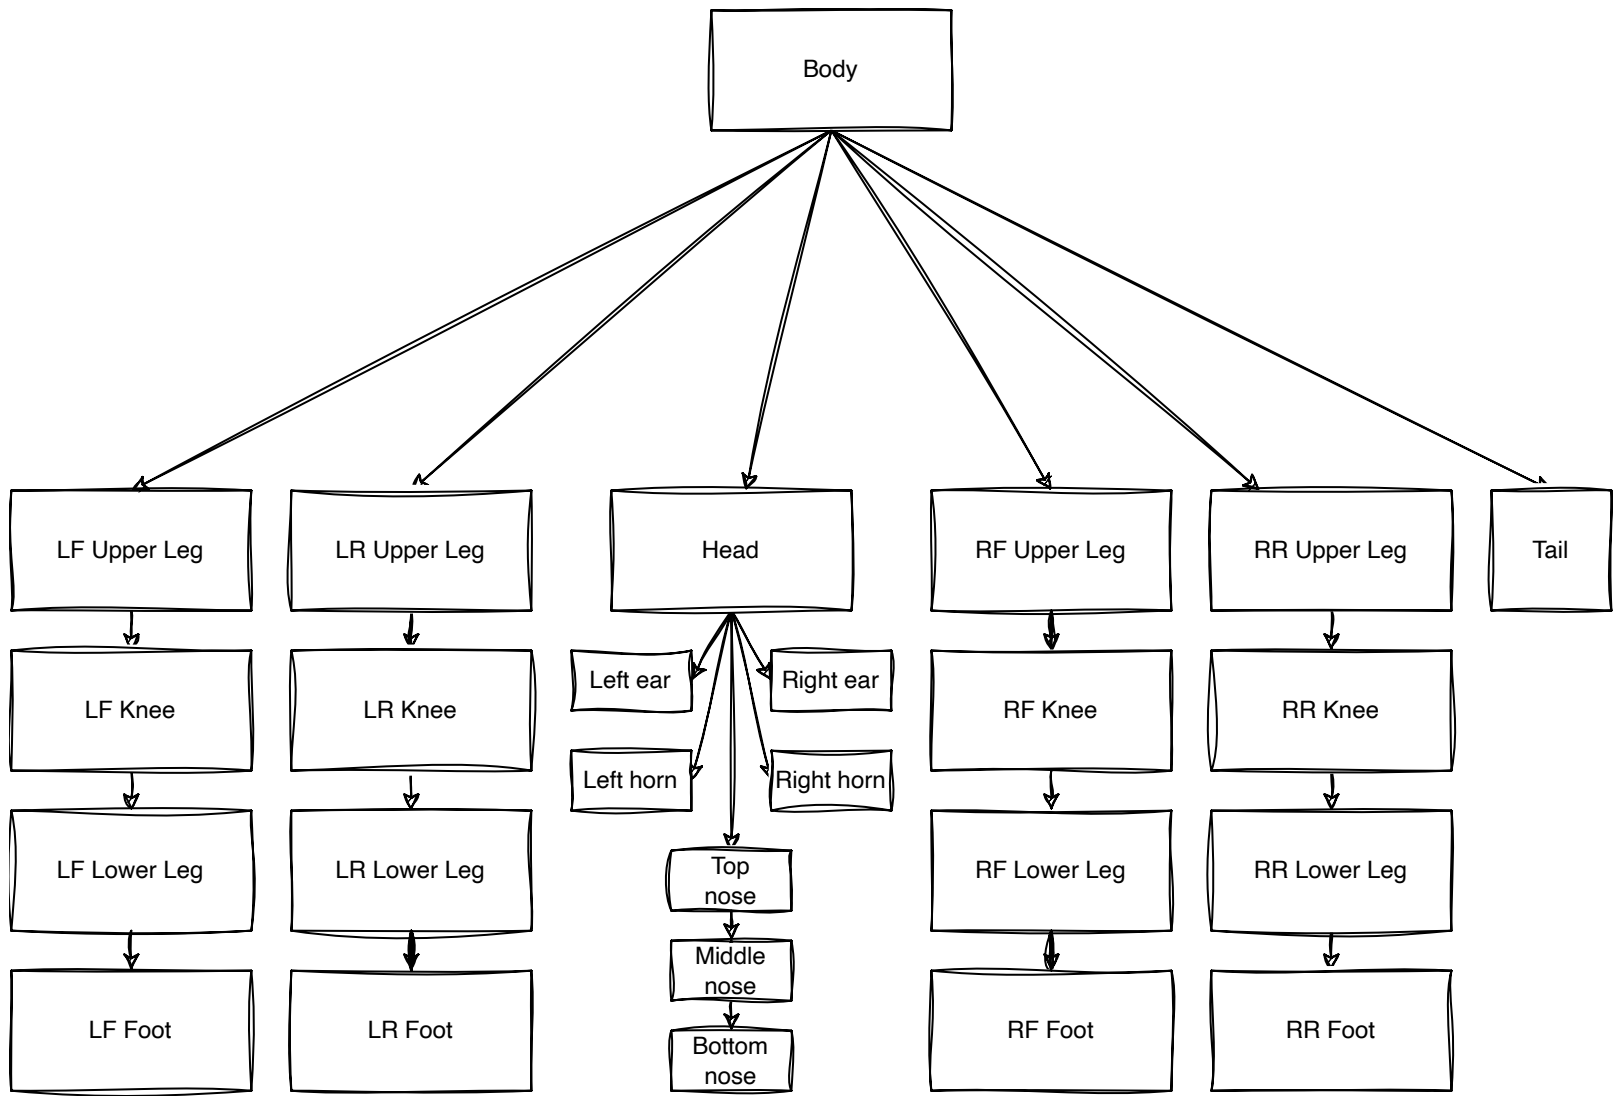 Body
LF Upper Leg
LR Upper Leg
Head
RF Upper Leg
RR Upper Leg
Tail
Left ear
Right ear
LF Knee
LR Knee
RF Knee
RR Knee
Left horn
Right horn
LF Lower Leg
LR Lower Leg
Top
nose
RF Lower Leg
RR Lower Leg
Middle
nose
LF Foot
LR Foot
Bottom
nose
RF Foot
RR Foot